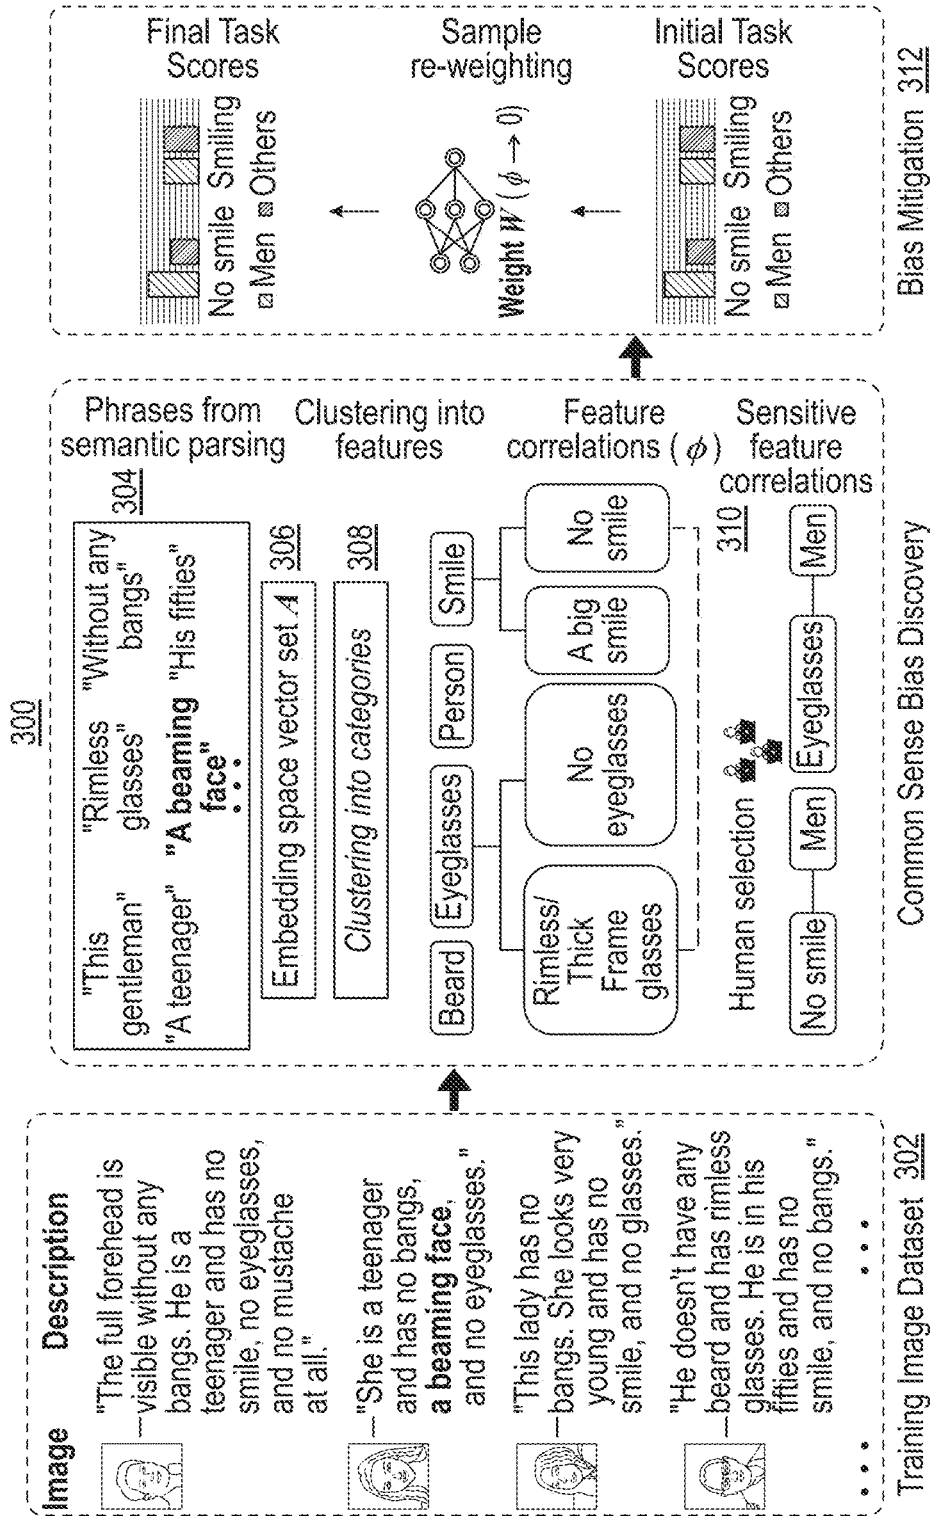 300
Image Description
"The full forehead is
visible without any
bangs. He is a
teenager and has no
smile, no eyeglasses,
and no mustache
at all."
"She is a teenager
and has no bangs,
a beaming face,
and no eyeglasses."
"This lady has no
bangs. She looks very
young and has no
smile, and no glasses."
"He doesn't have any
beard and has rimless
glasses. He is in his
fifties and has no
smile, and no bangs."
Training Image Dataset 302
Phrases from
semantic parsing
304
"This
gentleman"
"Rimless
glasses"
"Without any
bangs"
"A teenager"
"A beaming
face"
"His fifties"
Embedding space vector set A
306
Clustering into categories
308
Clustering into
features
Beard
Eyeglasses
Person
Smile
Rimless/
Thick
Frame
glasses
No
eyeglasses
A big
smile
No
smile
Feature
correlations ( ϕ )
Human selection
310
Sensitive
feature
correlations
No smile
Men
Eyeglasses
Men
Common Sense Bias Discovery
Final Task
Scores
No smile Smiling
Men Others
Sample
re-weighting
Weight W ( ϕ → 0)
Initial Task
Scores
No smile Smiling
Men Others
Bias Mitigation 312